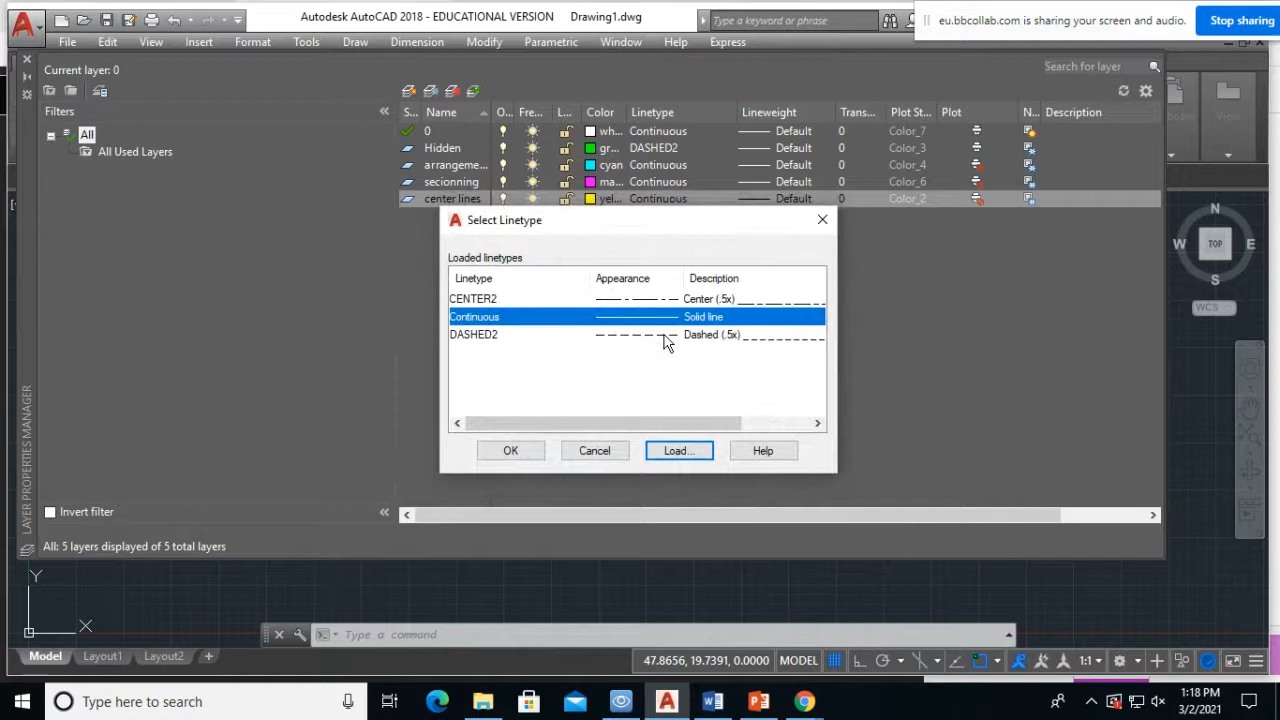 Autodesk AutoCAD 2018 - EDUCATIONAL VERSION Drawing1.dwg
Type a keyword or phrase
eu.bbcollab.com is sharing your screen and audio.
Stop sharing
File Edit View Insert Format Tools Draw Dimension Modify Parametric Window Help Express
Current layer: 0
Search for layer
Filters
All
All Used Layers
S... Name O... Fre... L... Color Linetype Lineweight Trans... Plot St... Plot N... Description
0 wh... Continuous Default 0 Color_7
Hidden gr... DASHED2 Default 0 Color_3
arrangeme... cyan Continuous Default 0 Color_4
secionning ma... Continuous Default 0 Color_6
center lines yel... Continuous Default 0 Color_2
View
Select Linetype
Loaded linetypes
Linetype Appearance Description
CENTER2 Center (.5x)
Continuous Solid line
DASHED2 Dashed (.5x)
OK Cancel Load... Help
N
W TOP E
S
WCS
LAYER PROPERTIES MANAGER
Invert filter
All: 5 layers displayed of 5 total layers
Y
X
Type a command
Model Layout1 Layout2 +
47.8656, 19.7391, 0.0000 MODEL 1:1
Type here to search
1:18 PM
3/2/2021